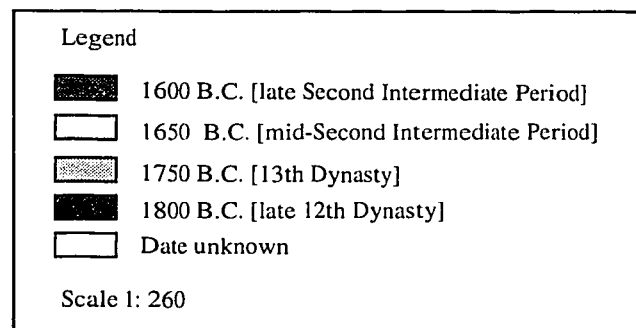 Legend
1600 B.C. [late Second Intermediate Period]
1650 B.C. [mid-Second Intermediate Period]
1750 B.C. [13th Dynasty]
1800 B.C. [late 12th Dynasty]
Date unknown
Scale 1: 260